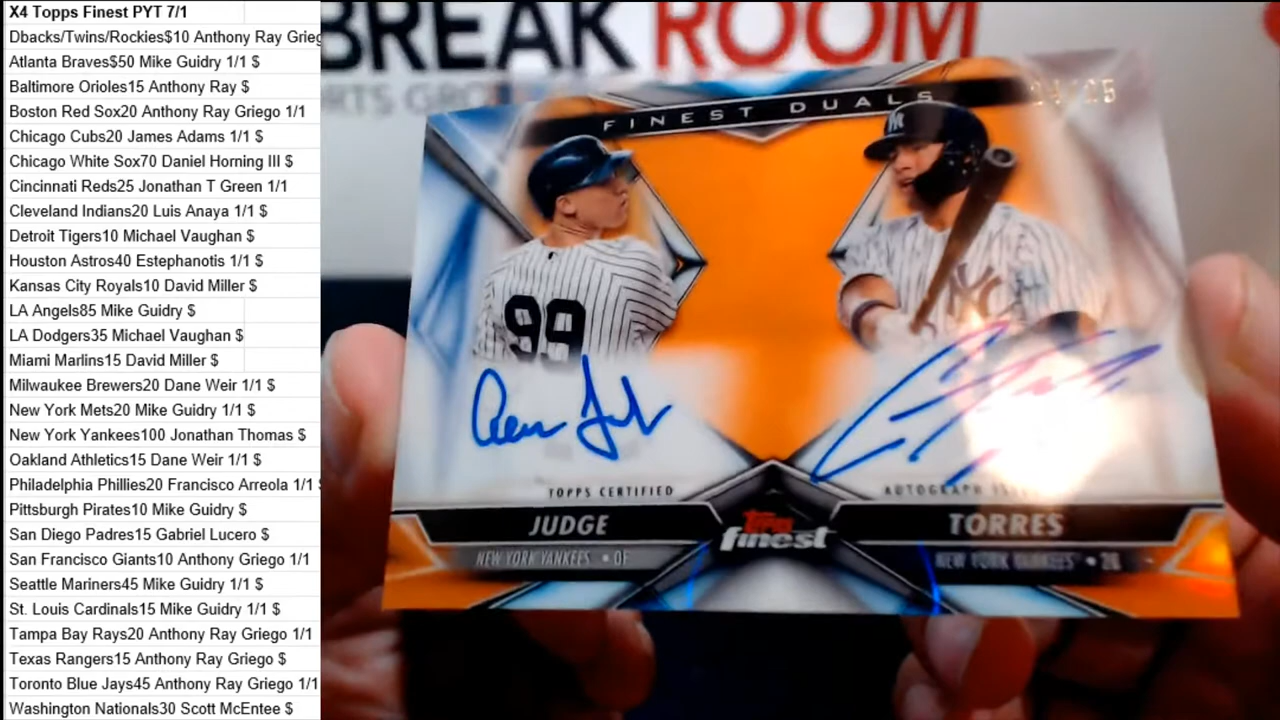 X4 Topps Finest PYT 7/1
Dbacks/Twins/Rockies$10 Anthony Ray Grieg
Atlanta Braves$50 Mike Guidry 1/1 $
Baltimore Orioles15 Anthony Ray $
Boston Red Sox20 Anthony Ray Griego 1/1
Chicago Cubs20 James Adams 1/1 $
Chicago White Sox70 Daniel Horning III $
Cincinnati Reds25 Jonathan T Green 1/1
Cleveland Indians20 Luis Anaya 1/1 $
Detroit Tigers10 Michael Vaughan $
Houston Astros40 Estephanotis 1/1 $
Kansas City Royals10 David Miller $
LA Angels85 Mike Guidry $
LA Dodgers35 Michael Vaughan $
Miami Marlins15 David Miller $
Milwaukee Brewers20 Dane Weir 1/1 $
New York Mets20 Mike Guidry 1/1 $
New York Yankees100 Jonathan Thomas $
Oakland Athletics15 Dane Weir 1/1 $
Philadelphia Phillies20 Francisco Arreola 1/1 $
Pittsburgh Pirates10 Mike Guidry $
San Diego Padres15 Gabriel Lucero $
San Francisco Giants10 Anthony Griego 1/1
Seattle Mariners45 Mike Guidry 1/1 $
St. Louis Cardinals15 Mike Guidry 1/1 $
Tampa Bay Rays20 Anthony Ray Griego 1/1
Texas Rangers15 Anthony Ray Griego $
Toronto Blue Jays45 Anthony Ray Griego 1/1
Washington Nationals30 Scott McEntee $
BREAK ROOM
FINEST DUALS
99
NY
TOPPS CERTIFIED
AUTOGRAPH
JUDGE
Topps finest
TORRES
NEW YORK YANKEES • OF
NEW YORK YANKEES • 2B